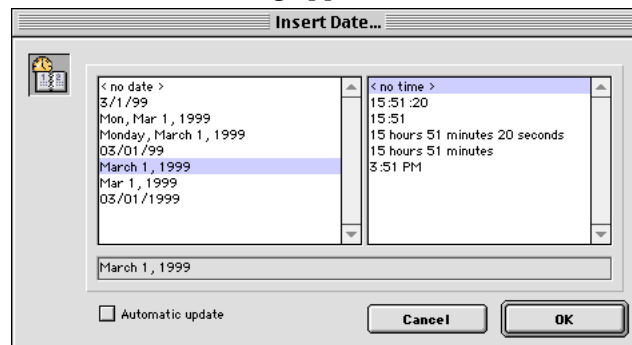 Insert Date...
< no date >
3/1/99
Mon, Mar 1, 1999
Monday, March 1, 1999
03/01/99
March 1, 1999
Mar 1, 1999
03/01/1999
< no time >
15:51:20
15:51
15 hours 51 minutes 20 seconds
15 hours 51 minutes
3:51 PM
March 1, 1999
Automatic update
Cancel
OK